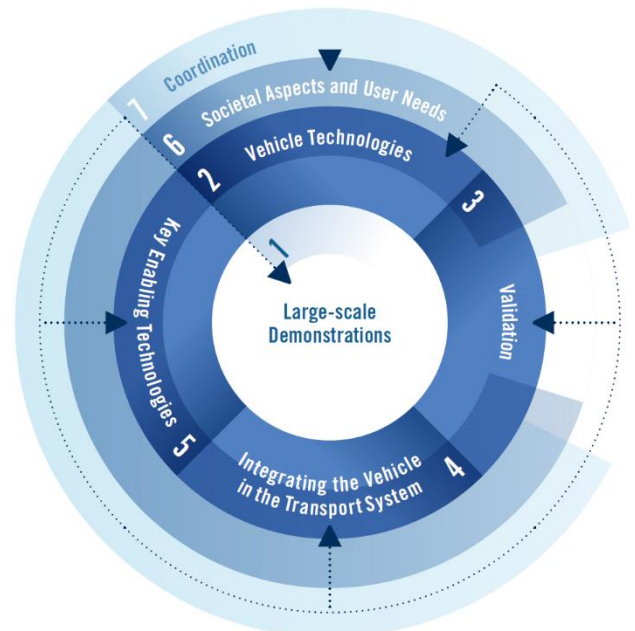 7 Coordination
6 Societal Aspects and User Needs
2 Vehicle Technologies
3 Validation
1 Large-scale
Demonstrations
5 Key Enabling Technologies
4 Integrating the Vehicle
in the Transport System